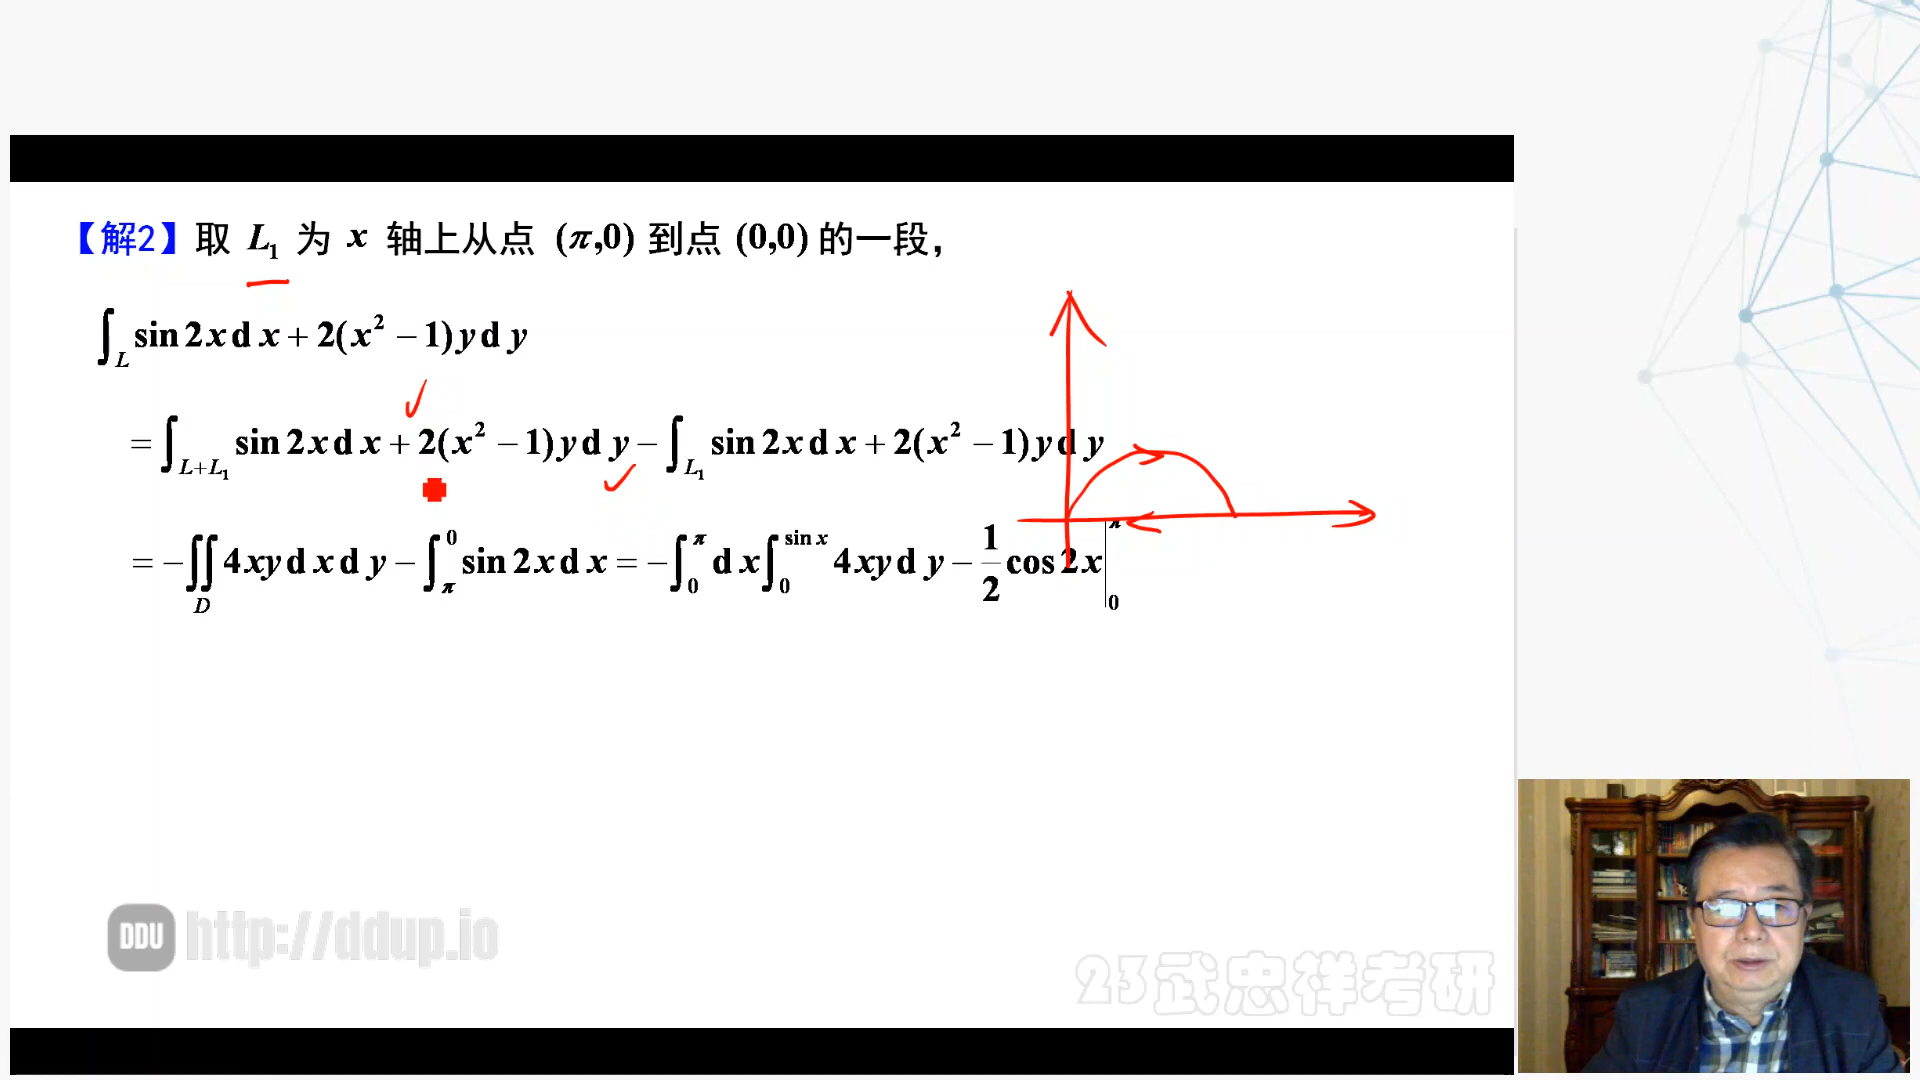 【解2】取 L₁ 为 x 轴上从点 (π,0) 到点 (0,0) 的一段，
∫_L sin 2x d x + 2(x² − 1) y d y
= ∫_{L+L₁} sin 2x d x + 2(x² − 1) y d y − ∫_{L₁} sin 2x d x + 2(x² − 1) y d y
= −∬_D 4xy d x d y − ∫_π^0 sin 2x d x = −∫_0^π d x ∫_0^{sin x} 4xy d y − 1/2 cos 2x |_0^π
DDU http://ddup.io
23武忠祥考研